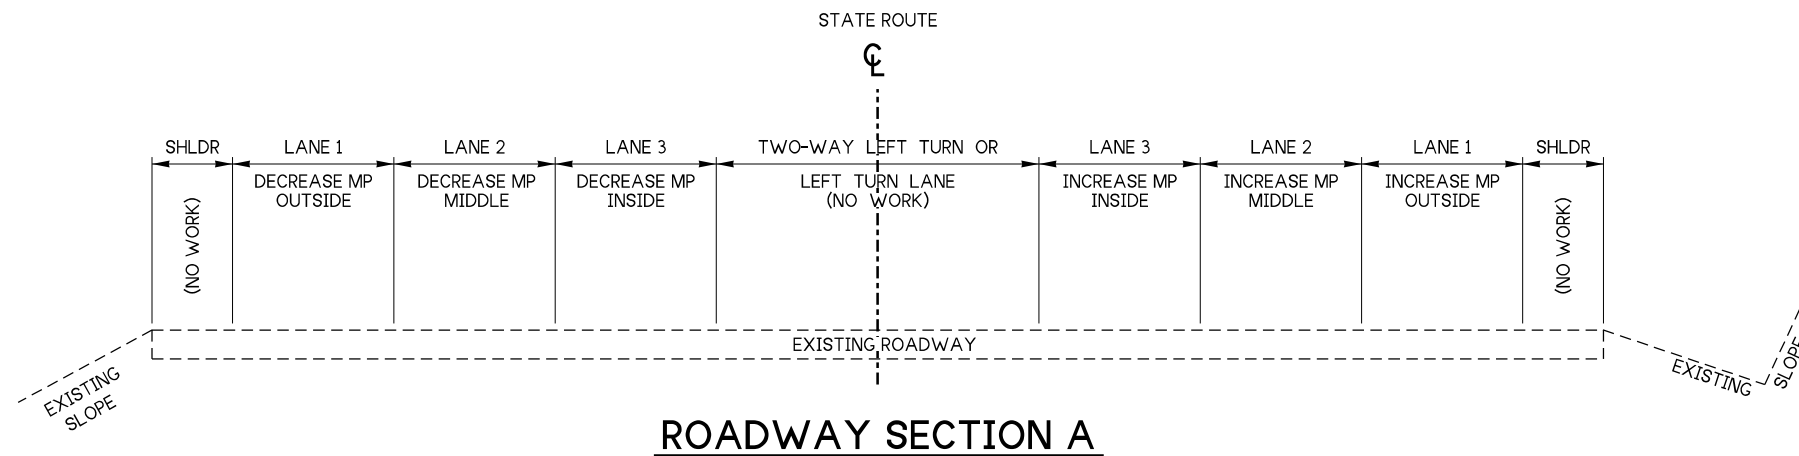 STATE ROUTE
CL
SHLDR
LANE 1
LANE 2
LANE 3
TWO-WAY LEFT TURN OR
LANE 3
LANE 2
LANE 1
SHLDR
(NO WORK)
DECREASE MP
OUTSIDE
DECREASE MP
MIDDLE
DECREASE MP
INSIDE
LEFT TURN LANE
(NO WORK)
INCREASE MP
INSIDE
INCREASE MP
MIDDLE
INCREASE MP
OUTSIDE
(NO WORK)
EXISTING ROADWAY
EXISTING
SLOPE
EXISTING
SLOPE
ROADWAY SECTION A